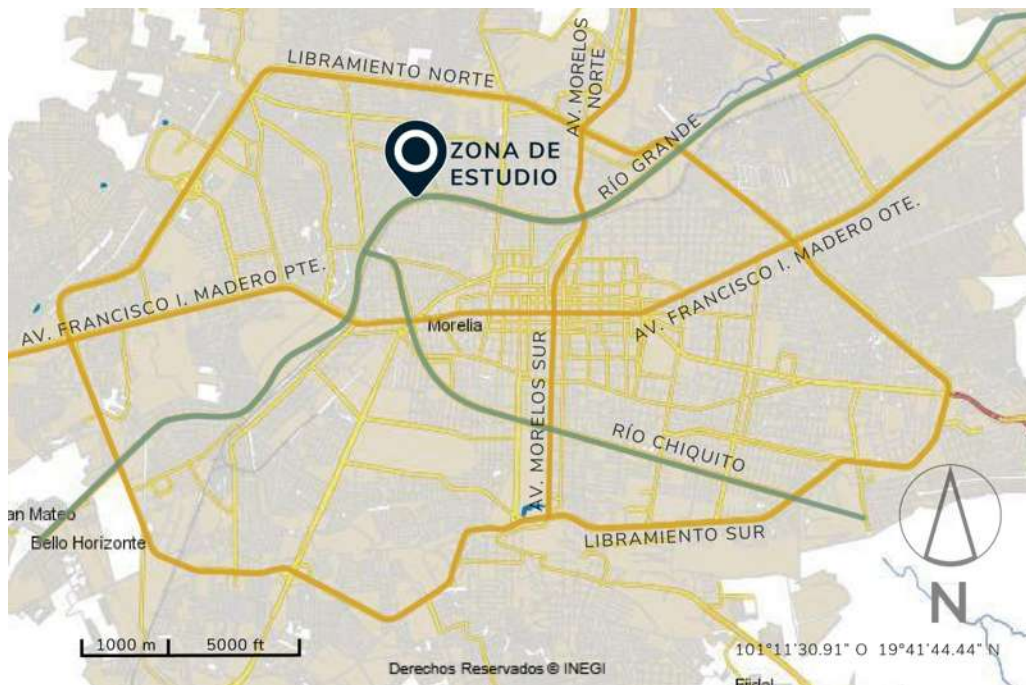 LIBRAMIENTO NORTE
AV. MORELOS
NORTE
ZONA DE
ESTUDIO
RÍO GRANDE
AV. FRANCISCO I. MADERO PTE.
AV. FRANCISCO I. MADERO OTE.
Morelia
AV. MORELOS SUR
RÍO CHIQUITO
an Mateo
Bello Horizonte
LIBRAMIENTO SUR
N
1000 m
5000 ft
101°11'30.91" O 19°41'44.44" N
Derechos Reservados © INEGI